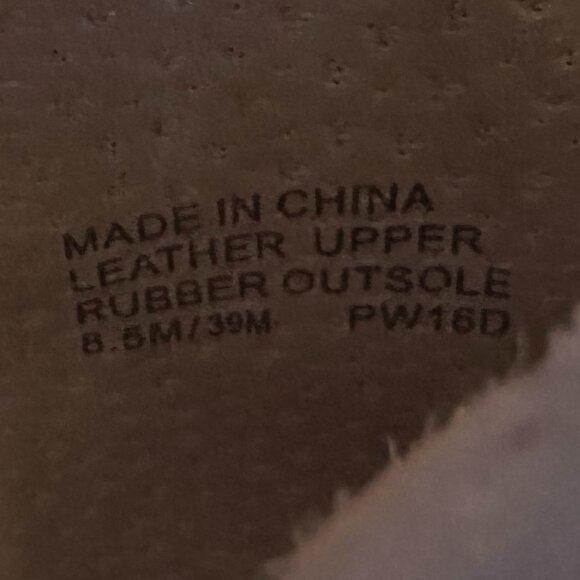 MADE IN CHINA
LEATHER UPPER
RUBBER OUTSOLE
8.5M/39M PW16D